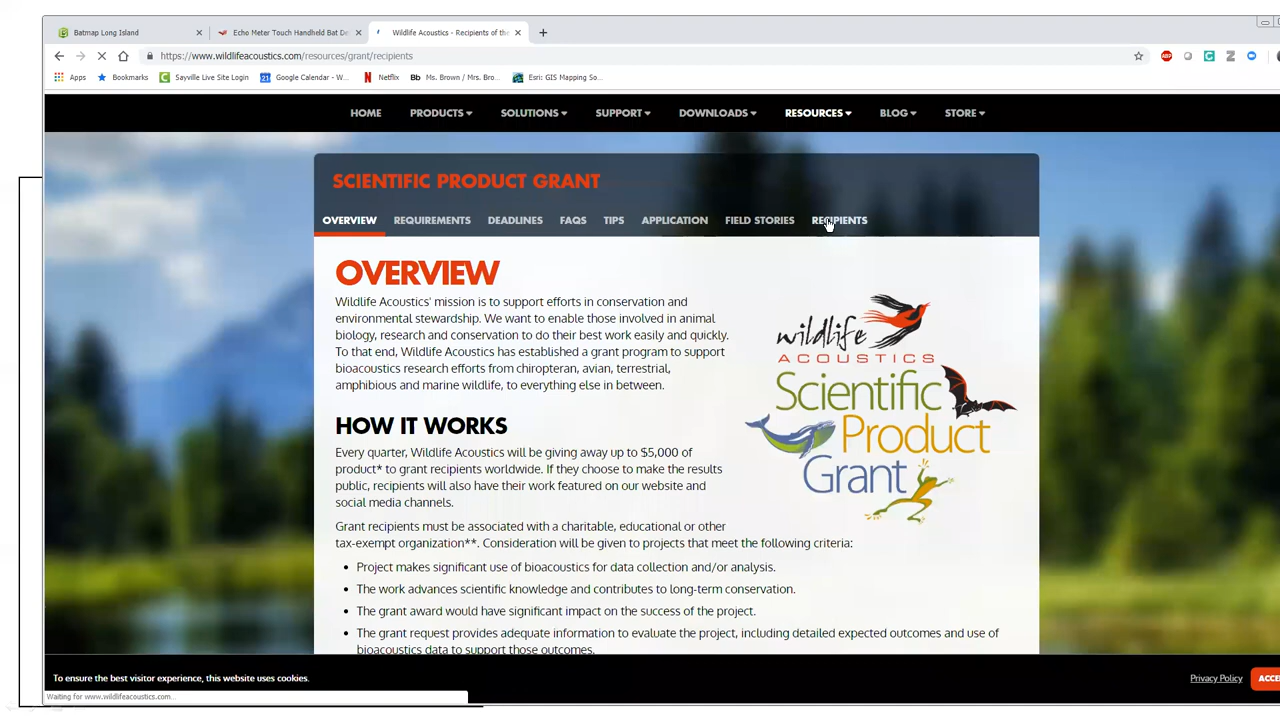 Batmap Long Island
Echo Meter Touch Handheld Bat De
Wildlife Acoustics - Recipients of th
https://www.wildlifeacoustics.com/resources/grant/recipients
Apps Bookmarks Sayville Live Site Login Google Calendar - W... Netflix Bb Ms. Brown / Mrs. Bro... Esri: GIS Mapping So...
HOME PRODUCTS SOLUTIONS SUPPORT DOWNLOADS RESOURCES BLOG STORE
SCIENTIFIC PRODUCT GRANT
OVERVIEW REQUIREMENTS DEADLINES FAQS TIPS APPLICATION FIELD STORIES RECIPIENTS
OVERVIEW
Wildlife Acoustics' mission is to support efforts in conservation and
environmental stewardship. We want to enable those involved in animal
biology, research and conservation to do their best work easily and quickly.
To that end, Wildlife Acoustics has established a grant program to support
bioacoustics research efforts from chiropteran, avian, terrestrial,
amphibious and marine wildlife, to everything else in between.
wildlife
ACOUSTICS
Scientific
Product
Grant
HOW IT WORKS
Every quarter, Wildlife Acoustics will be giving away up to $5,000 of
product* to grant recipients worldwide. If they choose to make the results
public, recipients will also have their work featured on our website and
social media channels.
Grant recipients must be associated with a charitable, educational or other
tax-exempt organization**. Consideration will be given to projects that meet the following criteria:
• Project makes significant use of bioacoustics for data collection and/or analysis.
• The work advances scientific knowledge and contributes to long-term conservation.
• The grant award would have significant impact on the success of the project.
• The grant request provides adequate information to evaluate the project, including detailed expected outcomes and use of
bioacoustics data to support those outcomes.
To ensure the best visitor experience, this website uses cookies.
Privacy Policy
ACCE
Waiting for www.wildlifeacoustics.com...